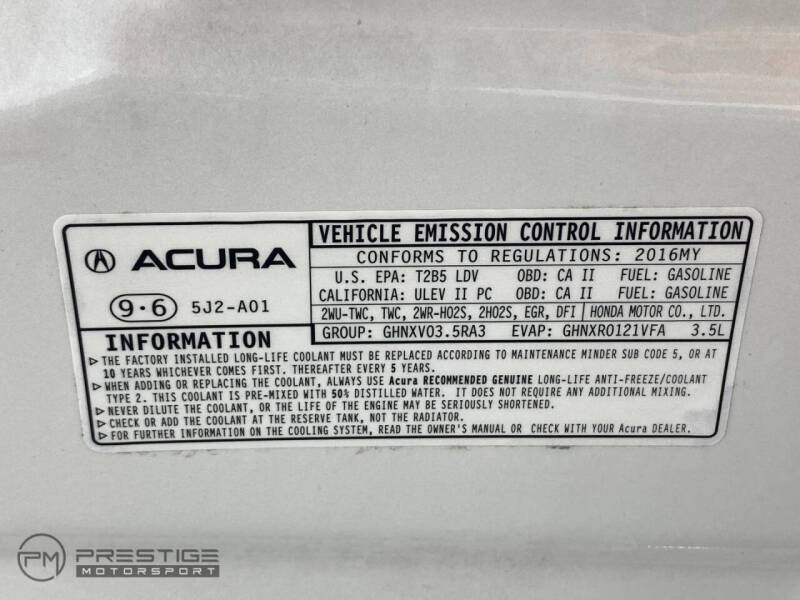 ACURA
9·6 5J2-A01
VEHICLE EMISSION CONTROL INFORMATION
CONFORMS TO REGULATIONS: 2016MY
U.S. EPA: T2B5 LDV OBD: CA II FUEL: GASOLINE
CALIFORNIA: ULEV II PC OBD: CA II FUEL: GASOLINE
2WU-TWC, TWC, 2WR-HO2S, 2HO2S, EGR, DFI HONDA MOTOR CO., LTD.
GROUP: GHNXV03.5RA3 EVAP: GHNXR0121VFA 3.5L
INFORMATION
▷ THE FACTORY INSTALLED LONG-LIFE COOLANT MUST BE REPLACED ACCORDING TO MAINTENANCE MINDER SUB CODE 5, OR AT
10 YEARS WHICHEVER COMES FIRST. THEREAFTER EVERY 5 YEARS.
▷ WHEN ADDING OR REPLACING THE COOLANT, ALWAYS USE Acura RECOMMENDED GENUINE LONG-LIFE ANTI-FREEZE/COOLANT
TYPE 2. THIS COOLANT IS PRE-MIXED WITH 50% DISTILLED WATER. IT DOES NOT REQUIRE ANY ADDITIONAL MIXING.
▷ NEVER DILUTE THE COOLANT, OR THE LIFE OF THE ENGINE MAY BE SERIOUSLY SHORTENED.
▷ CHECK OR ADD THE COOLANT AT THE RESERVE TANK, NOT THE RADIATOR.
▷ FOR FURTHER INFORMATION ON THE COOLING SYSTEM, READ THE OWNER'S MANUAL OR CHECK WITH YOUR Acura DEALER.
PM PRESTIGE
MOTORSPORT